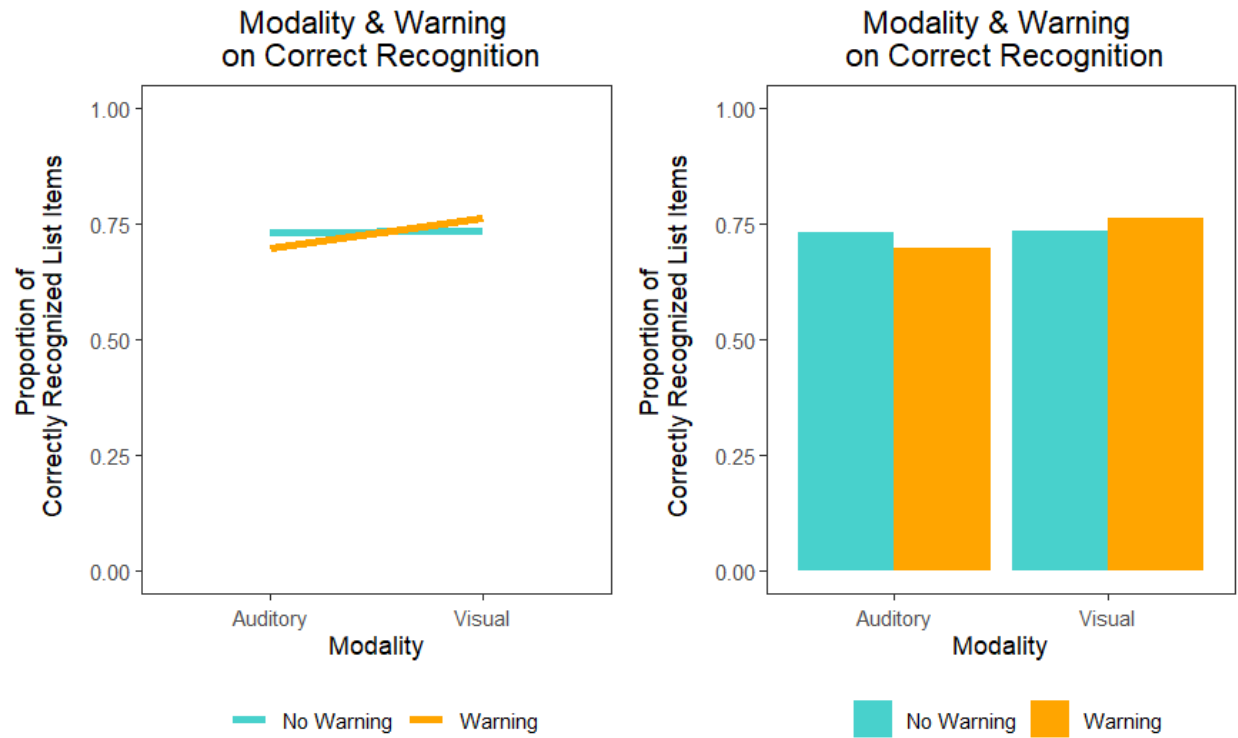 Modality & Warning
on Correct Recognition
Proportion of
Correctly Recognized List Items
1.00
0.75
0.50
0.25
0.00
Auditory
Visual
Modality
No Warning
Warning
Modality & Warning
on Correct Recognition
Proportion of
Correctly Recognized List Items
1.00
0.75
0.50
0.25
0.00
Auditory
Visual
Modality
No Warning
Warning